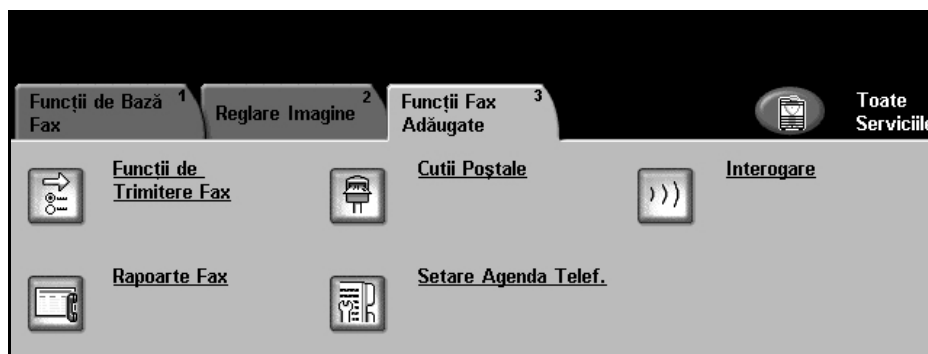 Funcții de Bază 1
Fax
Reglare Imagine 2
Funcții Fax 3
Adăugate
Toate
Serviciile
Funcții de
Trimitere Fax
Cutii Poștale
Interogare
Rapoarte Fax
Setare Agenda Telef.